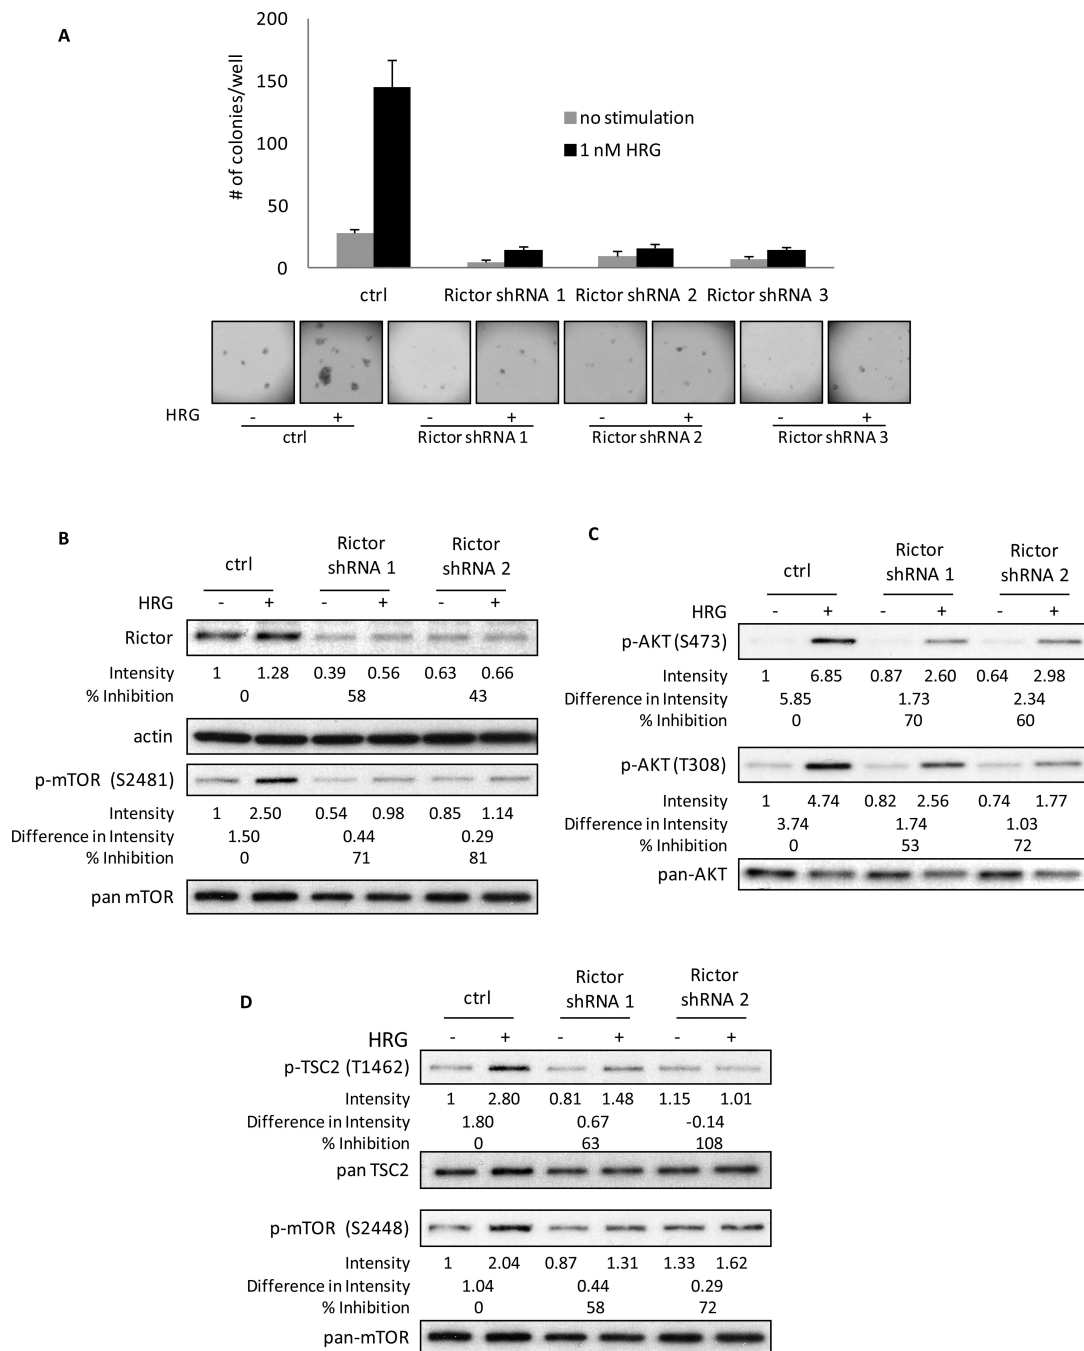 A
200
150
100
50
0
# of colonies/well
no stimulation
1 nM HRG
ctrl Rictor shRNA 1 Rictor shRNA 2 Rictor shRNA 3
HRG - + - + - + - +
ctrl Rictor shRNA 1 Rictor shRNA 2 Rictor shRNA 3
B
ctrl Rictor shRNA 1 Rictor shRNA 2
HRG - + - + - +
Rictor
Intensity 1 1.28 0.39 0.56 0.63 0.66
% Inhibition 0 58 43
actin
p-mTOR (S2481)
Intensity 1 2.50 0.54 0.98 0.85 1.14
Difference in Intensity 1.50 0.44 0.29
% Inhibition 0 71 81
pan mTOR
C
ctrl Rictor shRNA 1 Rictor shRNA 2
HRG - + - + - +
p-AKT (S473)
Intensity 1 6.85 0.87 2.60 0.64 2.98
Difference in Intensity 5.85 1.73 2.34
% Inhibition 0 70 60
p-AKT (T308)
Intensity 1 4.74 0.82 2.56 0.74 1.77
Difference in Intensity 3.74 1.74 1.03
% Inhibition 0 53 72
pan-AKT
D
ctrl Rictor shRNA 1 Rictor shRNA 2
HRG - + - + - +
p-TSC2 (T1462)
Intensity 1 2.80 0.81 1.48 1.15 1.01
Difference in Intensity 1.80 0.67 -0.14
% Inhibition 0 63 108
pan TSC2
p-mTOR (S2448)
Intensity 1 2.04 0.87 1.31 1.33 1.62
Difference in Intensity 1.04 0.44 0.29
% Inhibition 0 58 72
pan-mTOR